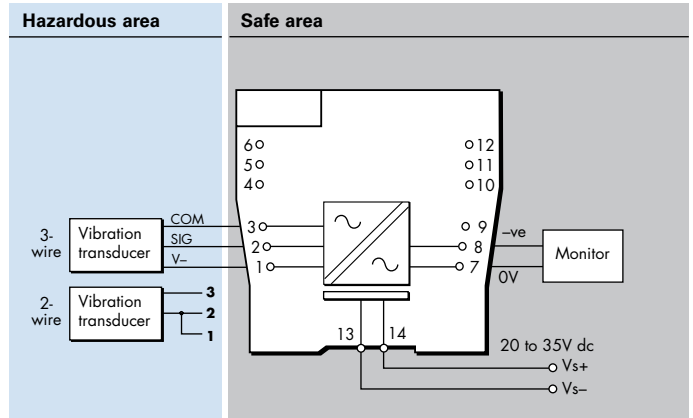 Hazardous area
Safe area
6
5
4
3
2
1
12
11
10
9
8
7
13
14
3-
wire
Vibration
transducer
COM
SIG
V–
2-
wire
Vibration
transducer
3
2
1
–ve
0V
Monitor
20 to 35V dc
Vs+
Vs–